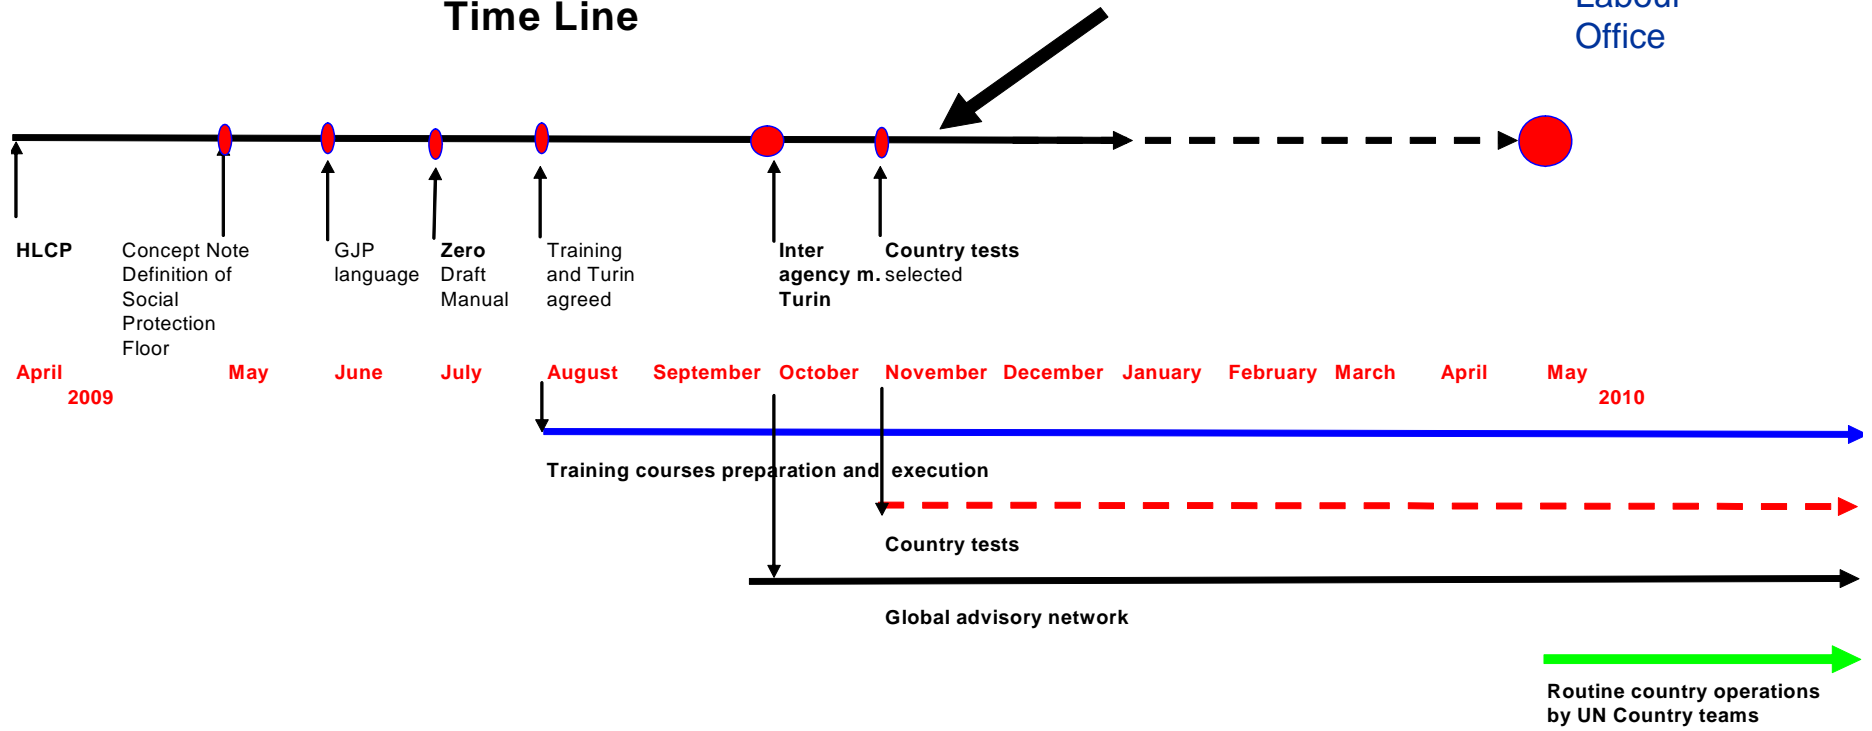 Time Line
Labour
Office
HLCP
Concept Note
Definition of
Social
Protection
Floor
GJP
language
Zero
Draft
Manual
Training
and Turin
agreed
Inter
agency m.
Turin
Country tests
selected
April
2009
May
June
July
August
September
October
November
December
January
February
March
April
May
2010
Training courses preparation and execution
Country tests
Global advisory network
Routine country operations
by UN Country teams